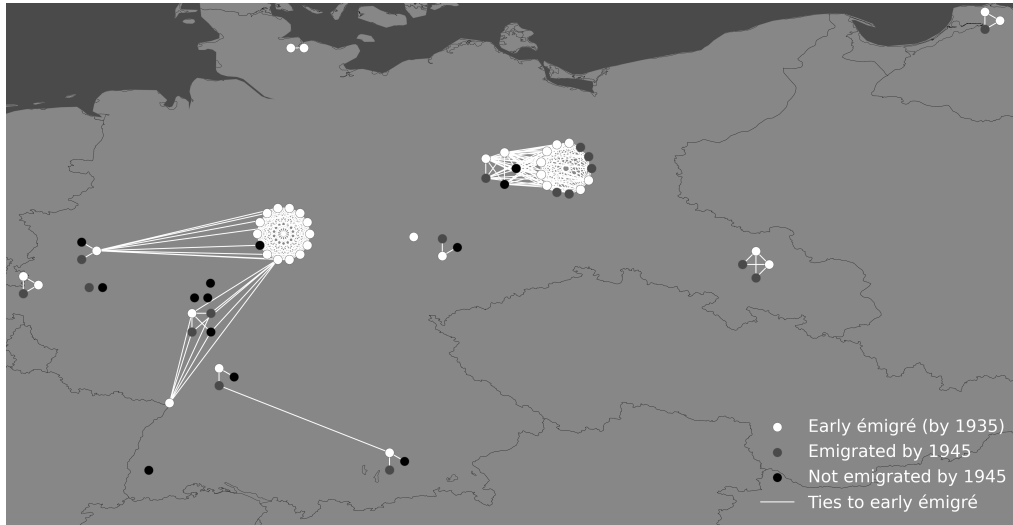 Early émigré (by 1935)
Emigrated by 1945
Not emigrated by 1945
Ties to early émigré